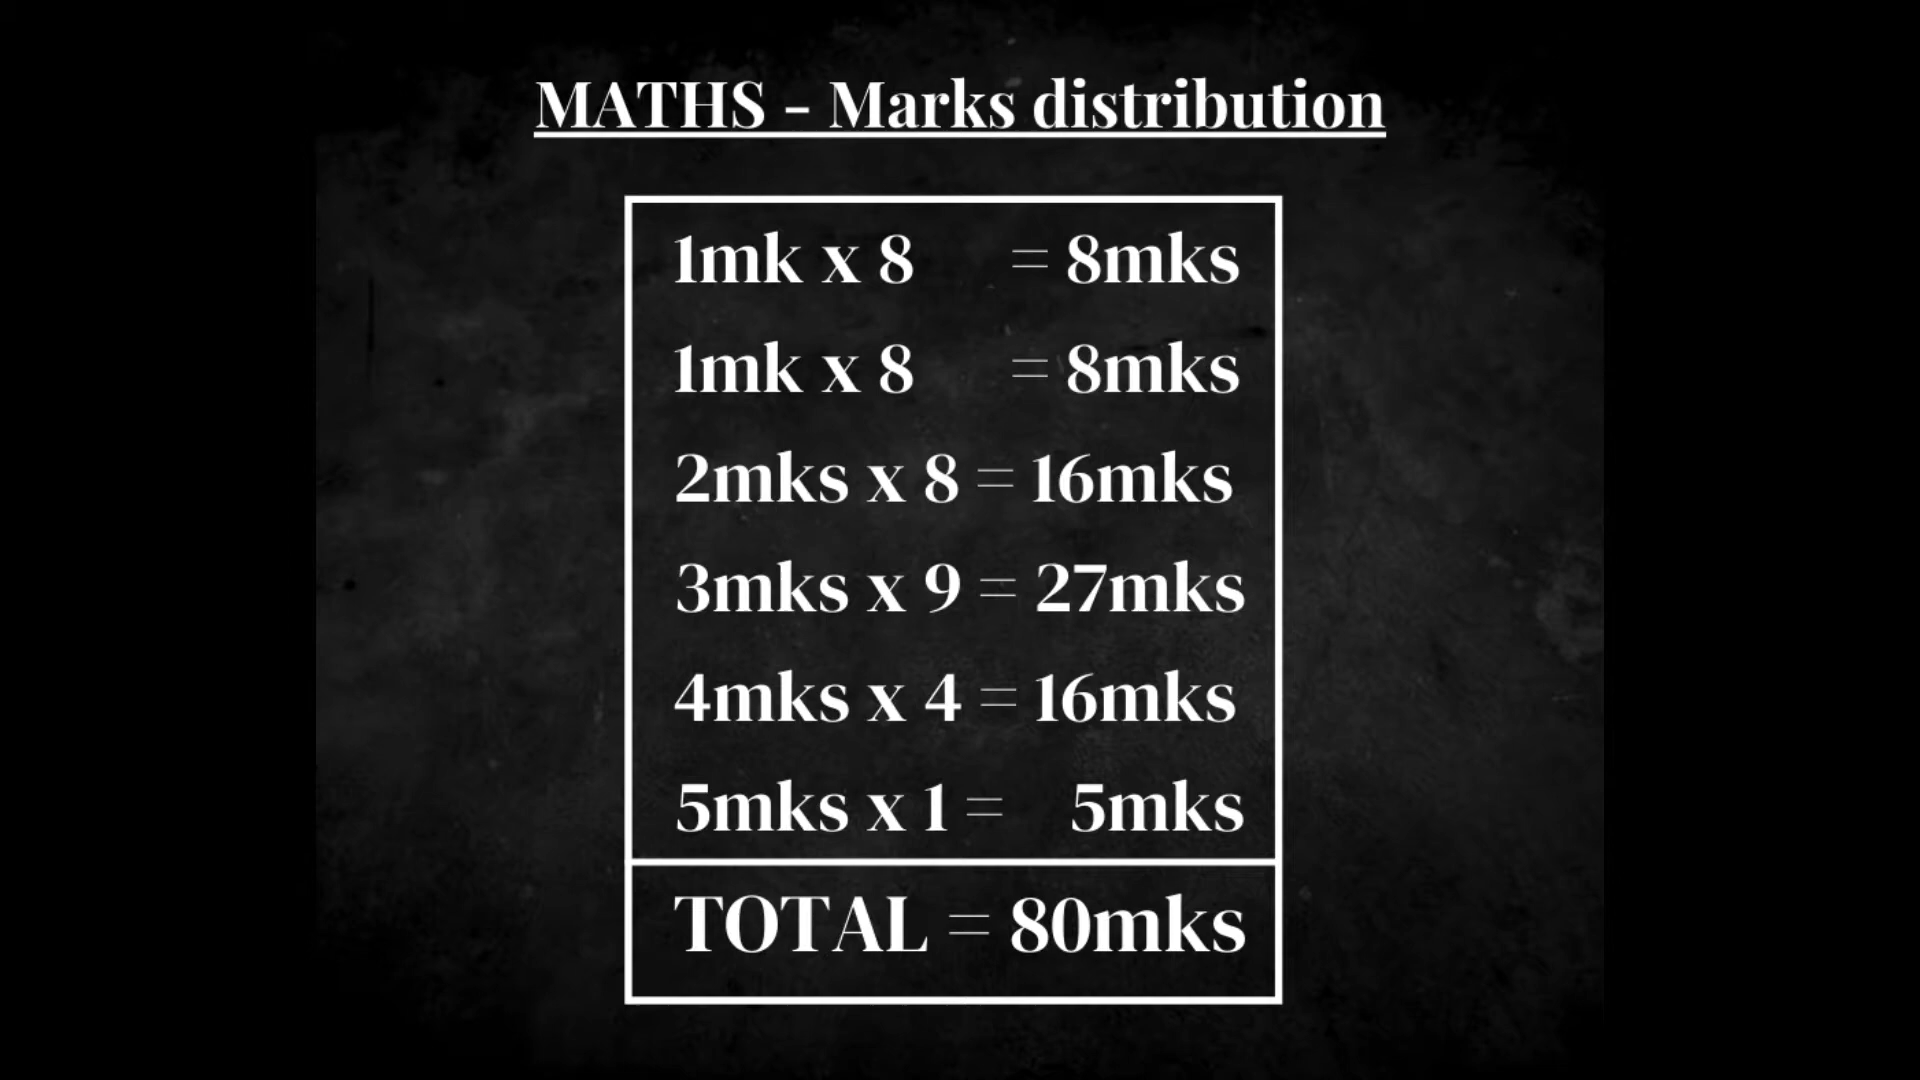 MATHS - Marks distribution
1mk x 8 = 8mks
1mk x 8 = 8mks
2mks x 8 = 16mks
3mks x 9 = 27mks
4mks x 4 = 16mks
5mks x 1 = 5mks
TOTAL = 80mks